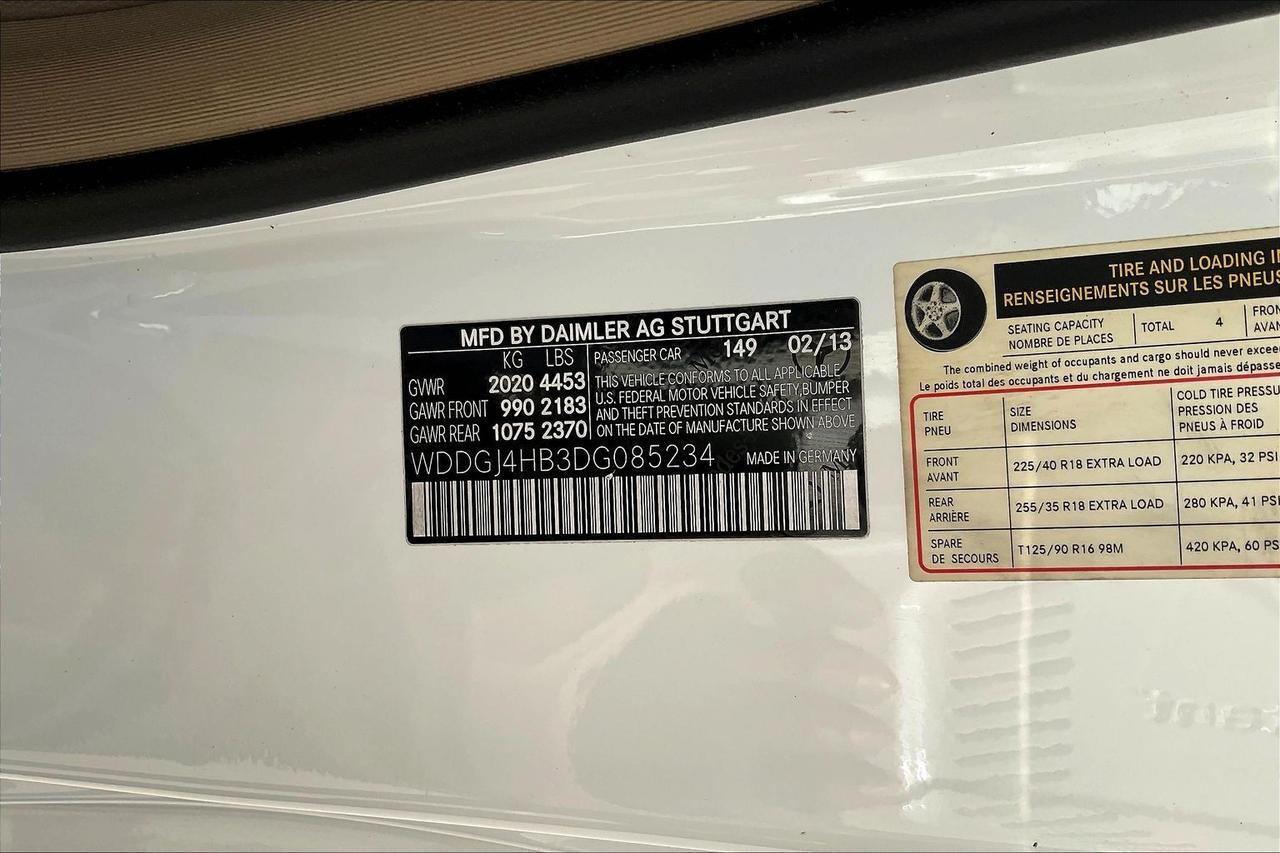 MFD BY DAIMLER AG STUTTGART
KG LBS
GVWR 2020 4453
GAWR FRONT 990 2183
GAWR REAR 1075 2370
PASSENGER CAR 149 02/13
THIS VEHICLE CONFORMS TO ALL APPLICABLE
U.S. FEDERAL MOTOR VEHICLE SAFETY, BUMPER
AND THEFT PREVENTION STANDARDS IN EFFECT
ON THE DATE OF MANUFACTURE SHOWN ABOVE
WDDGJ4HB3DG085234 MADE IN GERMANY
TIRE AND LOADING
RENSEIGNEMENTS SUR LES PNEUS
SEATING CAPACITY
NOMBRE DE PLACES
TOTAL 4
FRON
AVAN
The combined weight of occupants and cargo should never excee
Le poids total des occupants et du chargement ne doit jamais dépasse
TIRE
PNEU
SIZE
DIMENSIONS
COLD TIRE PRESSU
PRESSION DES
PNEUS À FROID
FRONT
AVANT
225/40 R18 EXTRA LOAD 220 KPA, 32 PSI
REAR
ARRIÈRE
255/35 R18 EXTRA LOAD 280 KPA, 41 PSI
SPARE
DE SECOURS
T125/90 R16 98M 420 KPA, 60 PS